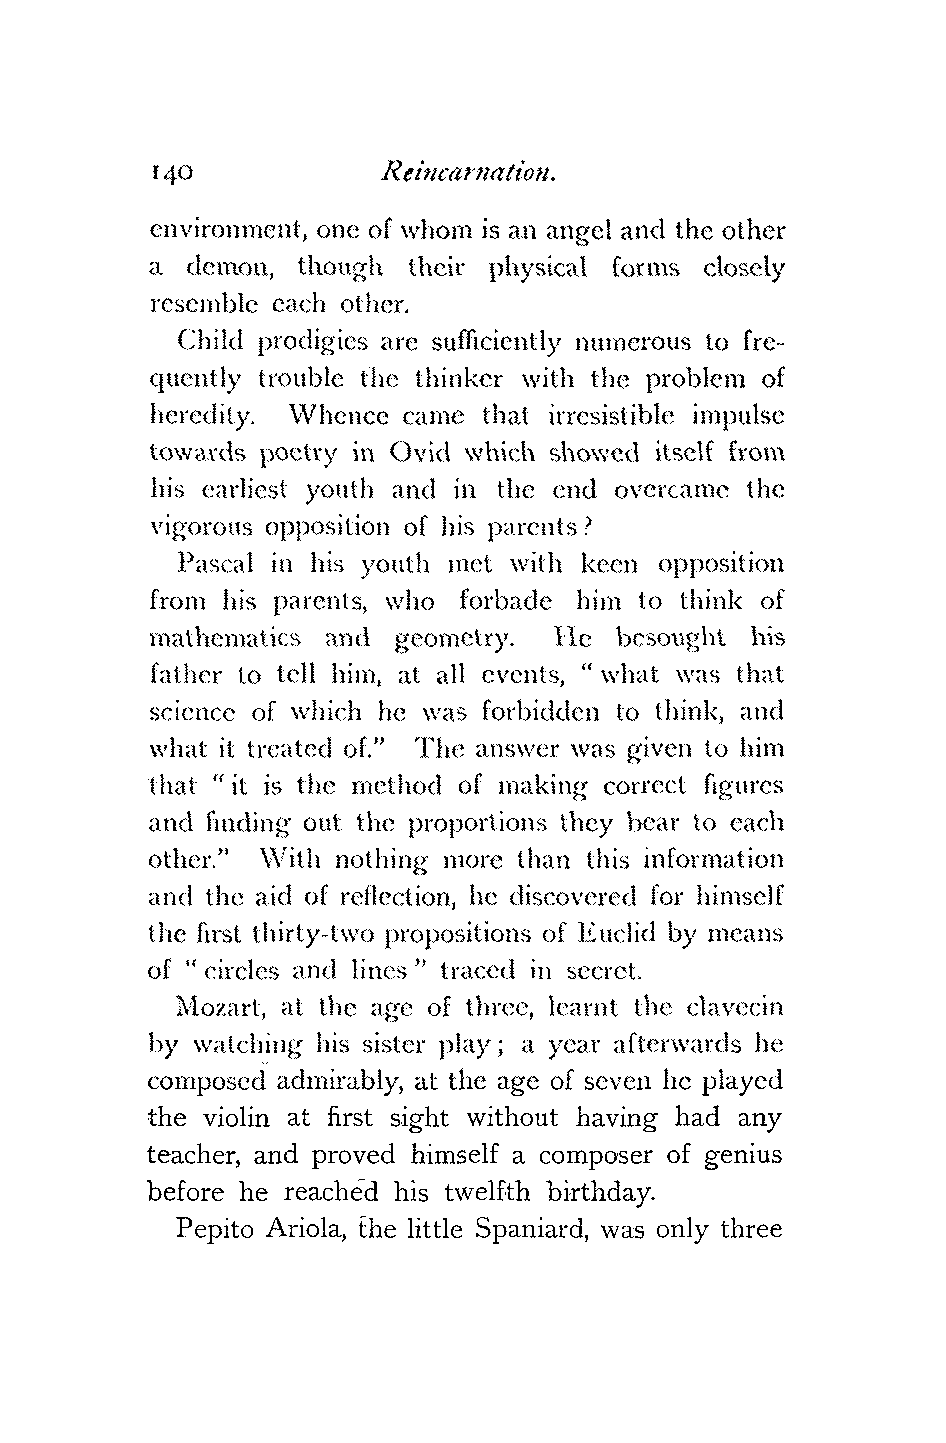 140 Reincarnation.
environment, one of whom is an angel and the other
a demon, though their physical forms closely
resemble each other.
Child prodigies are sufficiently numerous to fre-
quently trouble the thinker with the problem of
heredity. Whence came that irresistible impulse
towards poetry in Ovid which showed itself from
his earliest youth and in the end overcame the
vigorous opposition of his parents?
Pascal in his youth met with keen opposition
from his parents, who forbade him to think of
mathematics and geometry. He besought his
father to tell him, at all events, "what was that
science of which he was forbidden to think, and
what it treated of." The answer was given to him
that "it is the method of making correct figures
and finding out the proportions they bear to each
other." With nothing more than this information
and the aid of reflection, he discovered for himself
the first thirty-two propositions of Euclid by means
of "circles and lines" traced in secret.
Mozart, at the age of three, learnt the clavecin
by watching his sister play; a year afterwards he
composed admirably, at the age of seven he played
the violin at first sight without having had any
teacher, and proved himself a composer of genius
before he reached his twelfth birthday.
Pepito Ariola, the little Spaniard, was only three